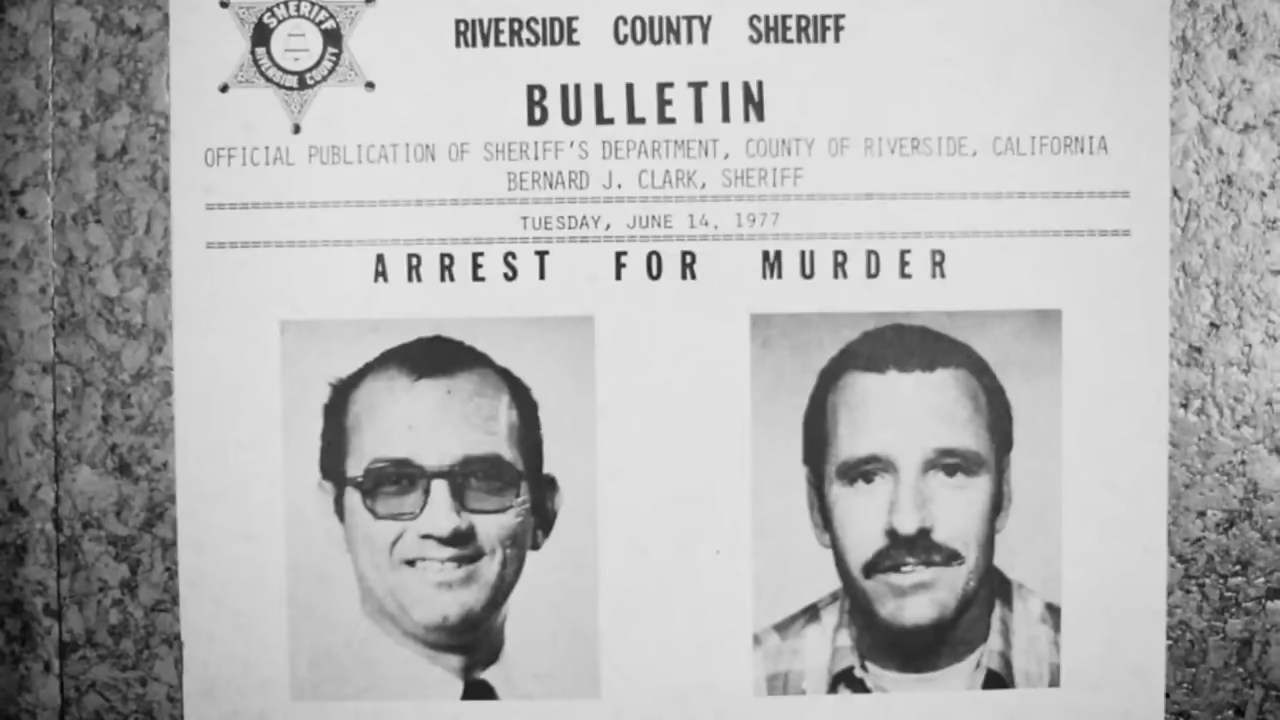 SHERIFF
RIVERSIDE COUNTY
RIVERSIDE COUNTY SHERIFF
BULLETIN
OFFICIAL PUBLICATION OF SHERIFF'S DEPARTMENT, COUNTY OF RIVERSIDE, CALIFORNIA
BERNARD J. CLARK, SHERIFF
TUESDAY, JUNE 14, 1977
ARREST FOR MURDER